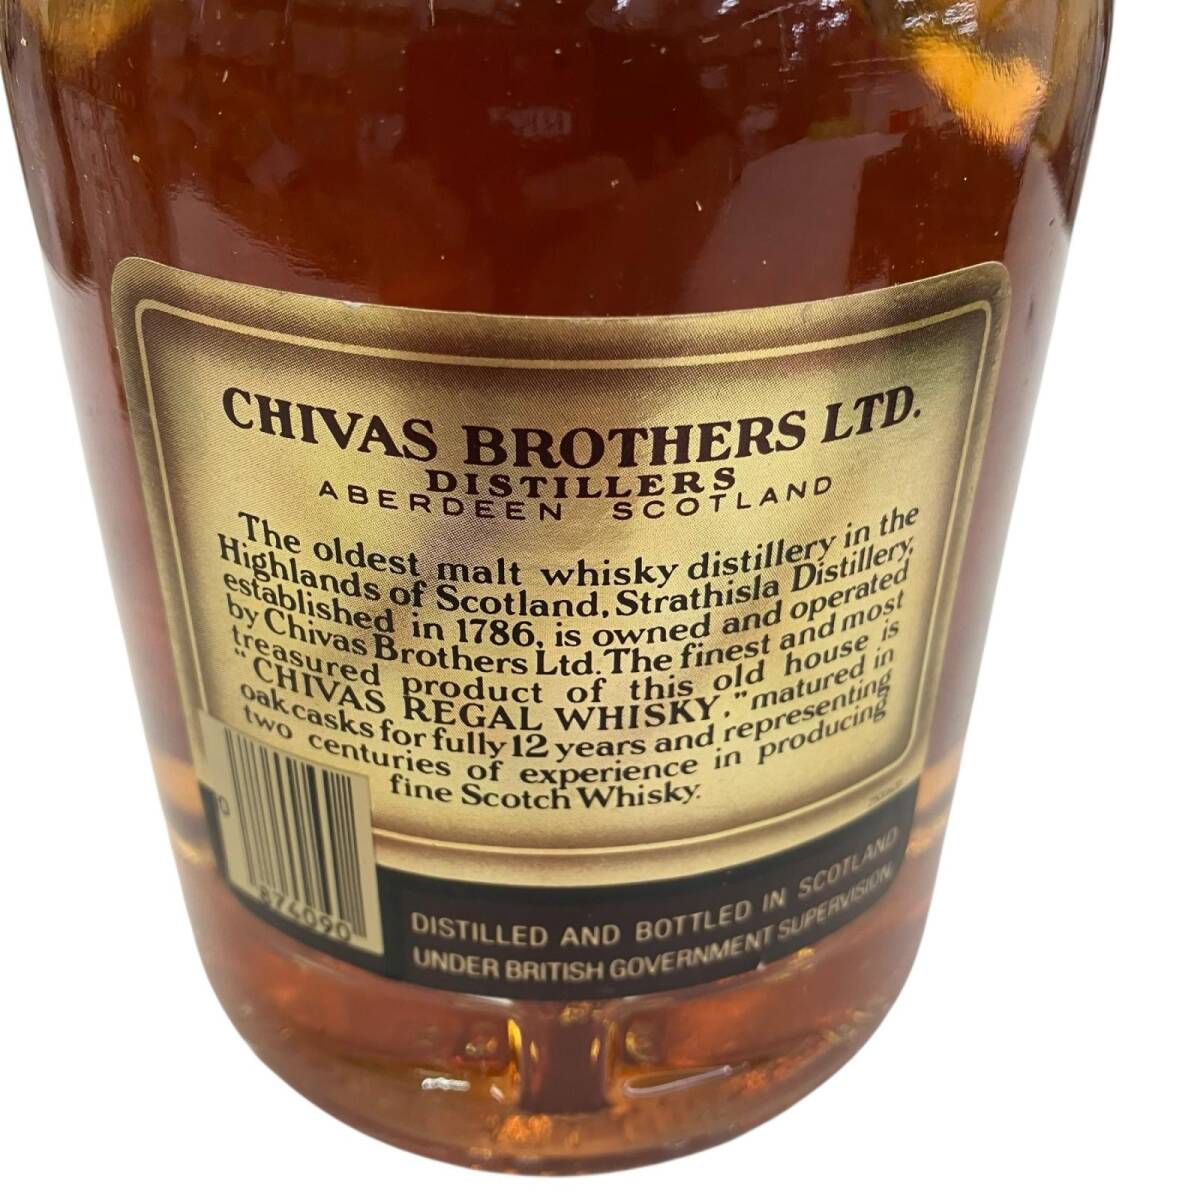 CHIVAS BROTHERS LTD.
DISTILLERS
ABERDEEN SCOTLAND
The oldest malt whisky distillery in the
Highlands of Scotland, Strathisla Distillery,
established in 1786, is owned and operated
by Chivas Brothers Ltd. The finest and most
treasured product of this old house is
"CHIVAS REGAL WHISKY," matured in
oak casks for fully 12 years and representing
two centuries of experience in producing
fine Scotch Whisky.
DISTILLED AND BOTTLED IN SCOTLAND
UNDER BRITISH GOVERNMENT SUPERVISION.
0
874090